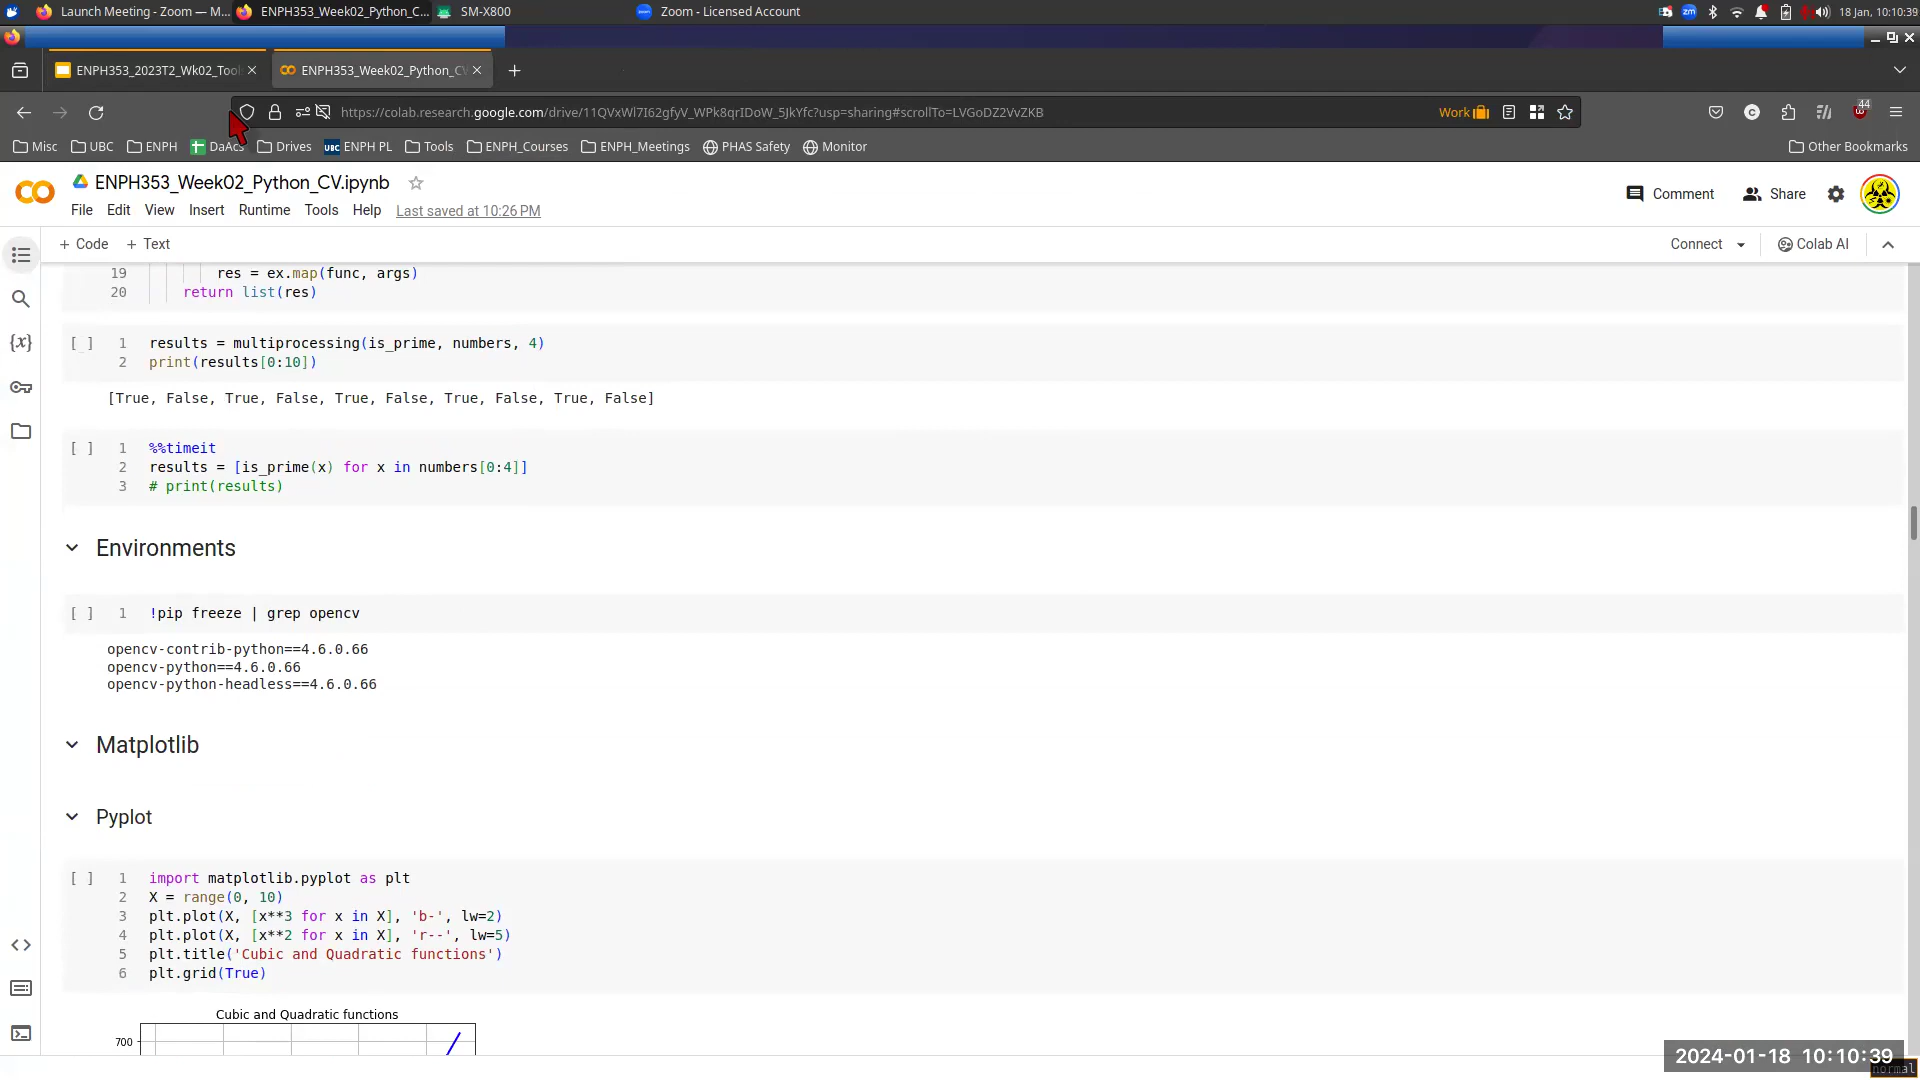 Launch Meeting - Zoom — M...
ENPH353_Week02_Python_C...
SM-X800
Zoom - Licensed Account
18 Jan, 10:10:39
ENPH353_2023T2_Wk02_Tool
ENPH353_Week02_Python_CV
https://colab.research.google.com/drive/11QVxWl7I62gfyV_WPk8qrIDoW_5JkYfc?usp=sharing#scrollTo=LVGoDZ2VvZKB
Work
44
Misc
UBC
ENPH
DaAcs
Drives
ENPH PL
Tools
ENPH_Courses
ENPH_Meetings
PHAS Safety
Monitor
Other Bookmarks
ENPH353_Week02_Python_CV.ipynb
Comment
Share
File Edit View Insert Runtime Tools Help Last saved at 10:26 PM
+ Code + Text
Connect
Colab AI
19 res = ex.map(func, args)
20 return list(res)
[ ] 1 results = multiprocessing(is_prime, numbers, 4)
2 print(results[0:10])
[True, False, True, False, True, False, True, False, True, False]
[ ] 1 %%timeit
2 results = [is_prime(x) for x in numbers[0:4]]
3 # print(results)
Environments
[ ] 1 !pip freeze | grep opencv
opencv-contrib-python==4.6.0.66
opencv-python==4.6.0.66
opencv-python-headless==4.6.0.66
Matplotlib
Pyplot
[ ] 1 import matplotlib.pyplot as plt
2 X = range(0, 10)
3 plt.plot(X, [x**3 for x in X], 'b-', lw=2)
4 plt.plot(X, [x**2 for x in X], 'r--', lw=5)
5 plt.title('Cubic and Quadratic functions')
6 plt.grid(True)
Cubic and Quadratic functions
700
2024-01-18 10:10:39
normal